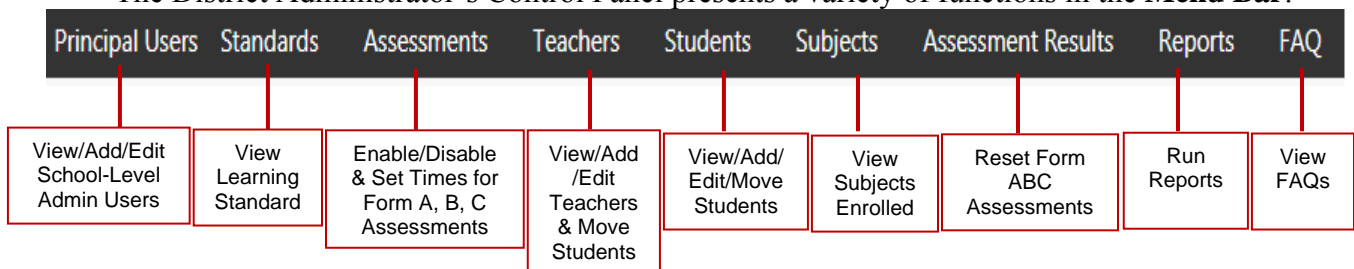 The District Administrator's Control Panel presents a variety of functions in the Menu Bar:
Principal Users Standards Assessments Teachers Students Subjects Assessment Results Reports FAQ
View/Add/Edit
School-Level
Admin Users
View
Learning
Standard
Enable/Disable
& Set Times for
Form A, B, C
Assessments
View/Add
/Edit
Teachers
& Move
Students
View/Add/
Edit/Move
Students
View
Subjects
Enrolled
Reset Form
ABC
Assessments
Run
Reports
View
FAQs